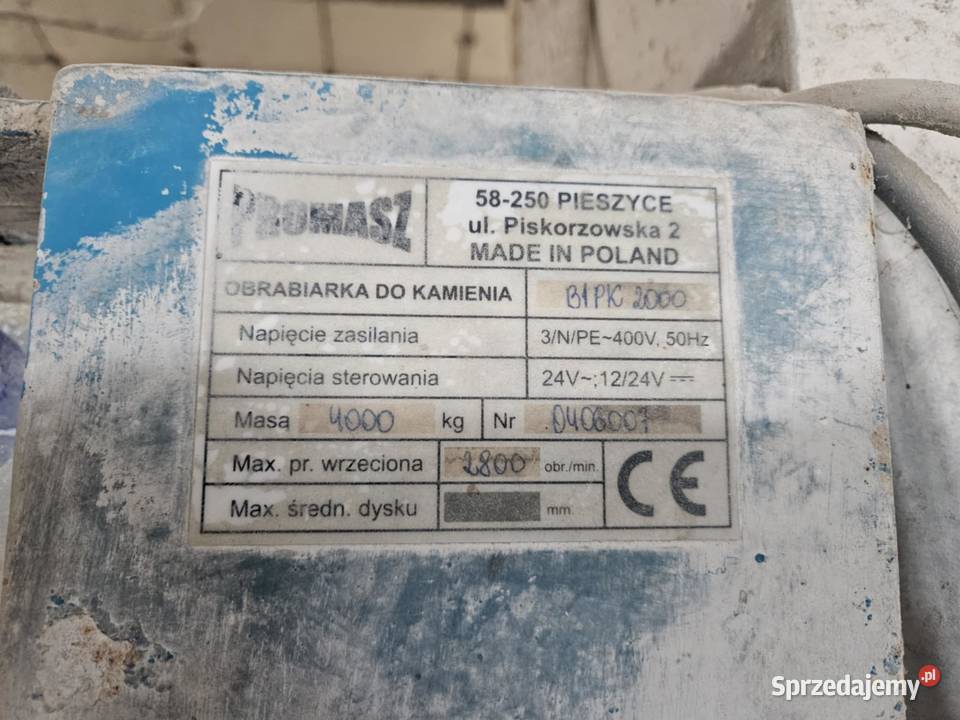 PROMASZ
58-250 PIESZYCE
ul. Piskorzowska 2
MADE IN POLAND
OBRABIARKA DO KAMIENIA B1PK 2000
Napięcie zasilania 3/N/PE~400V, 50Hz
Napięcia sterowania 24V~;12/24V ⎓
Masa 4000 kg Nr 0406007
Max. pr. wrzeciona 2800 obr./min.
Max. średn. dysku mm
CE
Sprzedajemy.pl